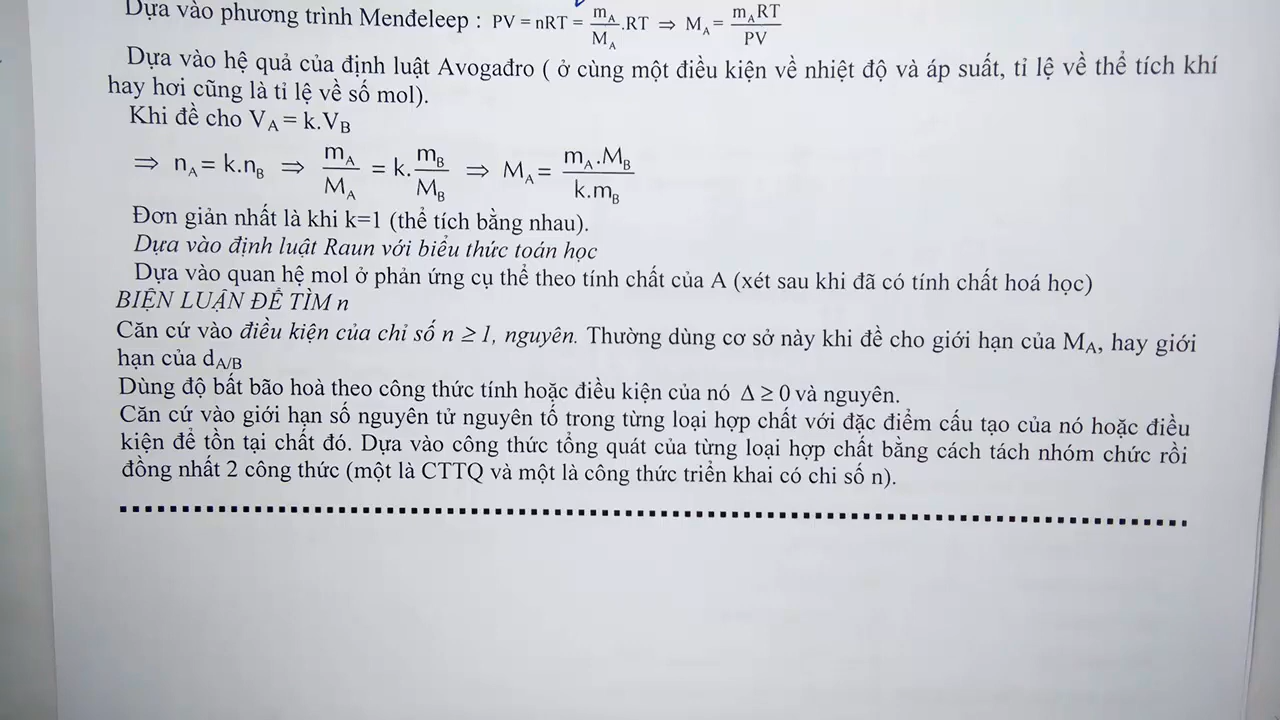 Dựa vào phương trình Menđeleep : PV = nRT = m_A/M_A.RT ⇒ M_A = m_ART/PV
Dựa vào hệ quả của định luật Avogađro ( ở cùng một điều kiện về nhiệt độ và áp suất, tỉ lệ về thể tích khí
hay hơi cũng là tỉ lệ về số mol).
Khi đề cho V_A = k.V_B
⇒ n_A = k.n_B ⇒ m_A/M_A = k.m_B/M_B ⇒ M_A = m_A.M_B/k.m_B
Đơn giản nhất là khi k=1 (thể tích bằng nhau).
Dựa vào định luật Raun với biểu thức toán học
Dựa vào quan hệ mol ở phản ứng cụ thể theo tính chất của A (xét sau khi đã có tính chất hoá học)
BIỆN LUẬN ĐỂ TÌM n
Căn cứ vào điều kiện của chỉ số n ≥ 1, nguyên. Thường dùng cơ sở này khi đề cho giới hạn của M_A, hay giới
hạn của d_A/B
Dùng độ bất bão hoà theo công thức tính hoặc điều kiện của nó Δ ≥ 0 và nguyên.
Căn cứ vào giới hạn số nguyên tử nguyên tố trong từng loại hợp chất với đặc điểm cấu tạo của nó hoặc điều
kiện để tồn tại chất đó. Dựa vào công thức tổng quát của từng loại hợp chất bằng cách tách nhóm chức rồi
đồng nhất 2 công thức (một là CTTQ và một là công thức triển khai có chi số n).